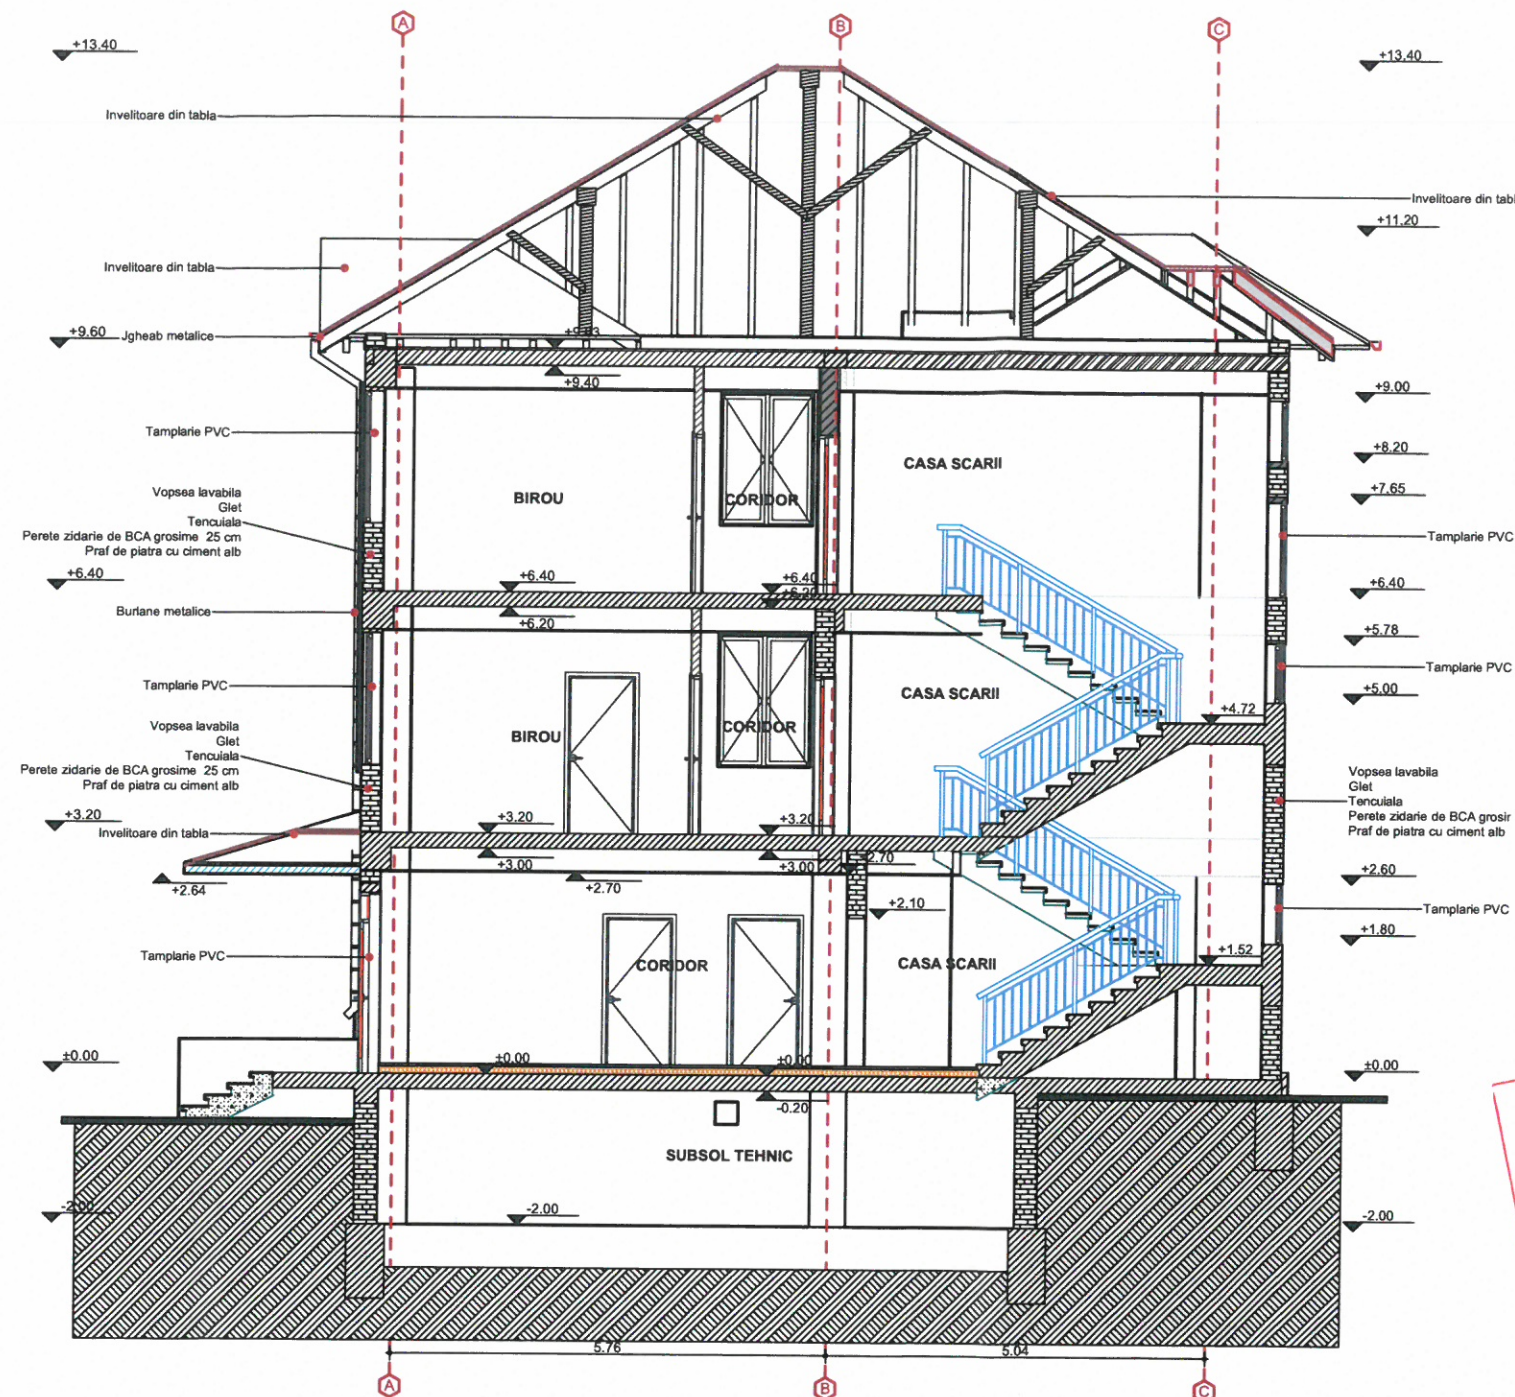 A
B
C
+13.40
+13.40
Invelitoare din tabla
Invelitoare din tabl
+11.20
Invelitoare din tabla
+9.60
Jgheab metalice
+9.40
+9.00
Tamplarie PVC
+8.20
CASA SCARII
+7.65
BIROU
CORIDOR
Vopsea lavabila
Glet
Tencuiala
Perete zidarie de BCA grosime 25 cm
Praf de piatra cu ciment alb
Tamplarie PVC
+6.40
+6.40
+6.40
+6.40
Burlane metalice
+6.20
+6.20
+5.78
Tamplarie PVC
Tamplarie PVC
CASA SCARII
+5.00
+4.72
BIROU
CORIDOR
Vopsea lavabila
Glet
Tencuiala
Perete zidarie de BCA grosime 25 cm
Praf de piatra cu ciment alb
Vopsea lavabila
Glet
Tencuiala
Perete zidarie de BCA grosir
Praf de piatra cu ciment alb
+3.20
+3.20
+3.20
Invelitoare din tabla
+3.00
+3.00
+2.70
+2.64
+2.70
+2.60
+2.10
Tamplarie PVC
+1.80
Tamplarie PVC
CORIDOR
CASA SCARII
+1.52
±0.00
±0.00
±0.00
±0.00
-0.20
SUBSOL TEHNIC
-2.00
-2.00
-2.00
5.76
5.04
A
B
C